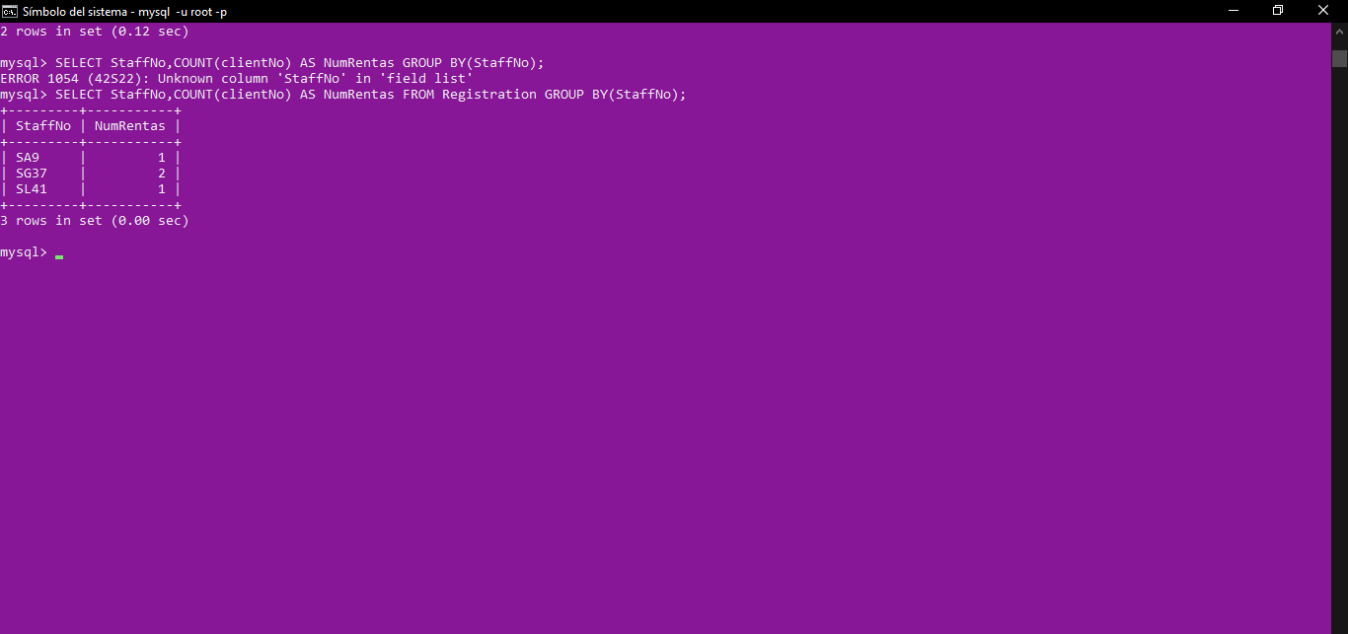 Símbolo del sistema - mysql -u root -p
2 rows in set (0.12 sec)
mysql> SELECT StaffNo,COUNT(clientNo) AS NumRentas GROUP BY(StaffNo);
ERROR 1054 (42S22): Unknown column 'StaffNo' in 'field list'
mysql> SELECT StaffNo,COUNT(clientNo) AS NumRentas FROM Registration GROUP BY(StaffNo);
+---------+-----------+
| StaffNo | NumRentas |
+---------+-----------+
| SA9     |         1 |
| SG37    |         2 |
| SL41    |         1 |
+---------+-----------+
3 rows in set (0.00 sec)
mysql>